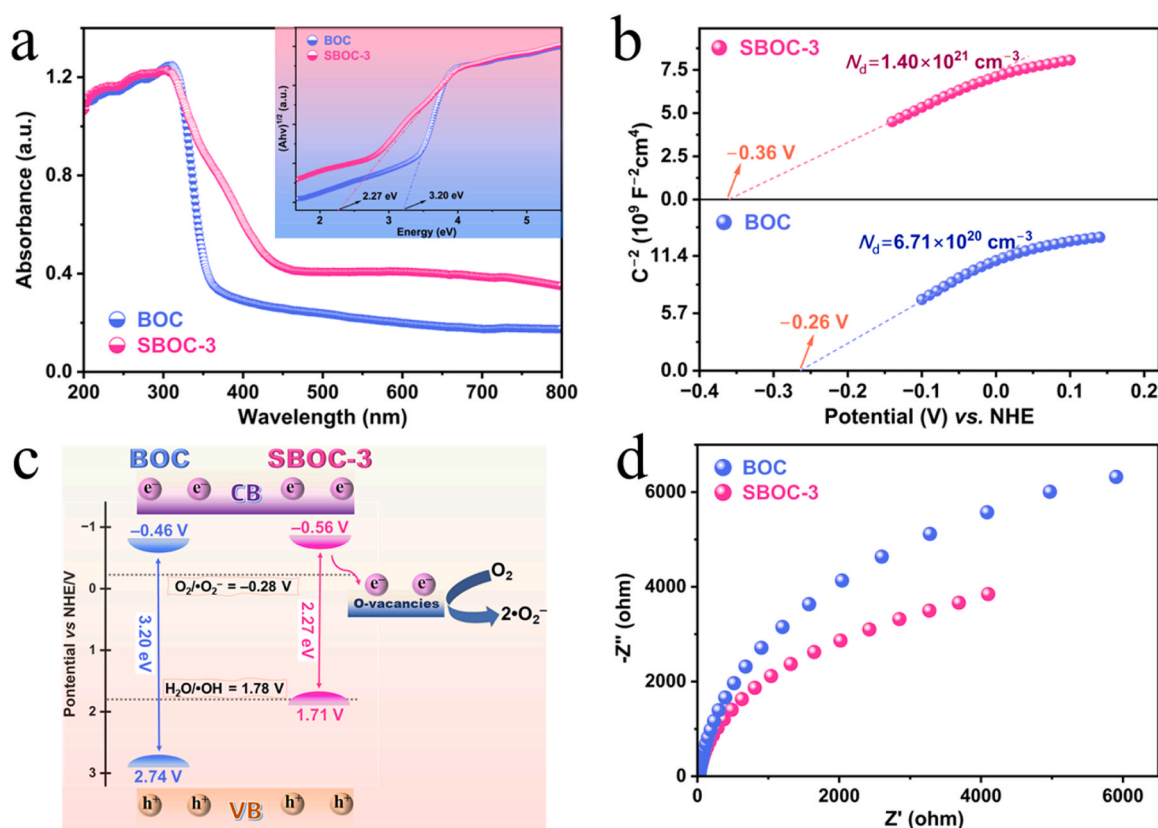 a
Absorbance (a.u.)
1.2
0.8
0.4
0.0
200 300 400 500 600 700 800
Wavelength (nm)
BOC
SBOC-3
BOC
SBOC-3
(Ahv)1/2 (a.u.)
2.27 eV
3.20 eV
2 3 4 5
Energy (eV)
b
SBOC-3
Nd=1.40×10²¹ cm⁻³
7.5
5.0
2.5
0.0
−0.36 V
C⁻² (10⁹ F⁻²cm⁴)
BOC
Nd=6.71×10²⁰ cm⁻³
11.4
5.7
0.0
−0.26 V
−0.4 −0.3 −0.2 −0.1 0.0 0.1 0.2
Potential (V) vs. NHE
c
BOC SBOC-3
e⁻ e⁻ CB e⁻ e⁻
Pontential vs NHE/V
−1
0
1
2
3
−0.46 V −0.56 V
O₂/•O₂⁻ = −0.28 V
e⁻ e⁻
O-vacancies
O₂
2•O₂⁻
3.20 eV
2.27 eV
H₂O/•OH = 1.78 V
1.71 V
2.74 V
h⁺ h⁺ VB h⁺ h⁺
d
BOC
SBOC-3
-Z'' (ohm)
6000
4000
2000
0
0 2000 4000 6000
Z' (ohm)